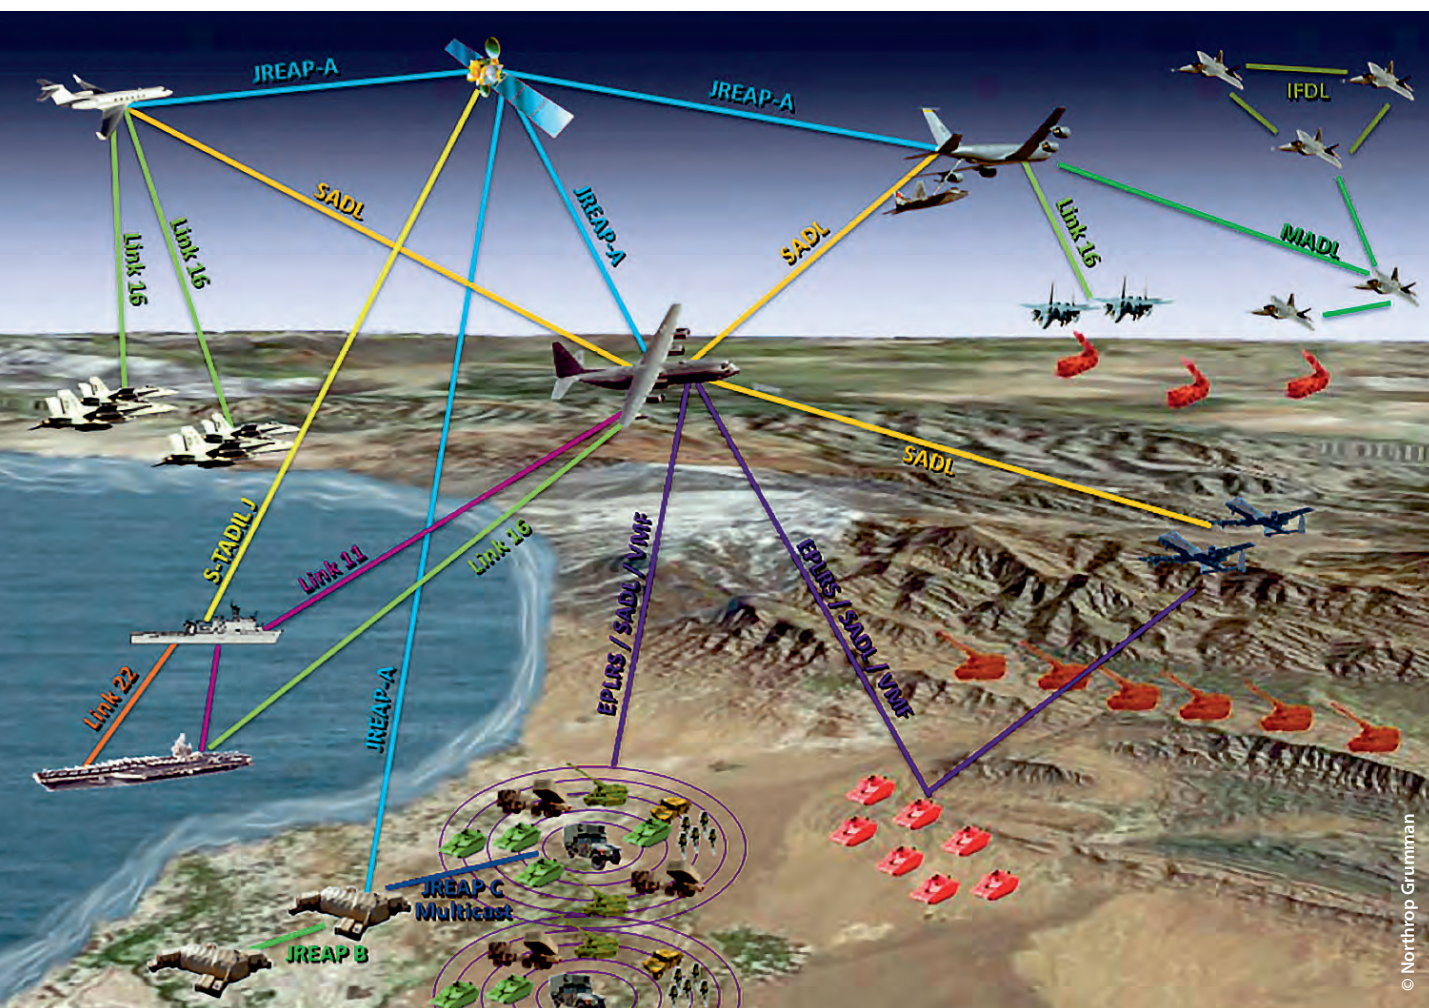 JREAP-A
JREAP-A
IFDL
SADL
JREAP-A
Link 16
Link 16
SADL
Link 16
MADL
SADL
S-TADIL J
Link 11
Link 16
EPLRS / SADL / VMF
EPLRS / SADL / VMF
Link 22
JREAP-A
JREAP C
Multicast
JREAP B
© Northrop Grumman